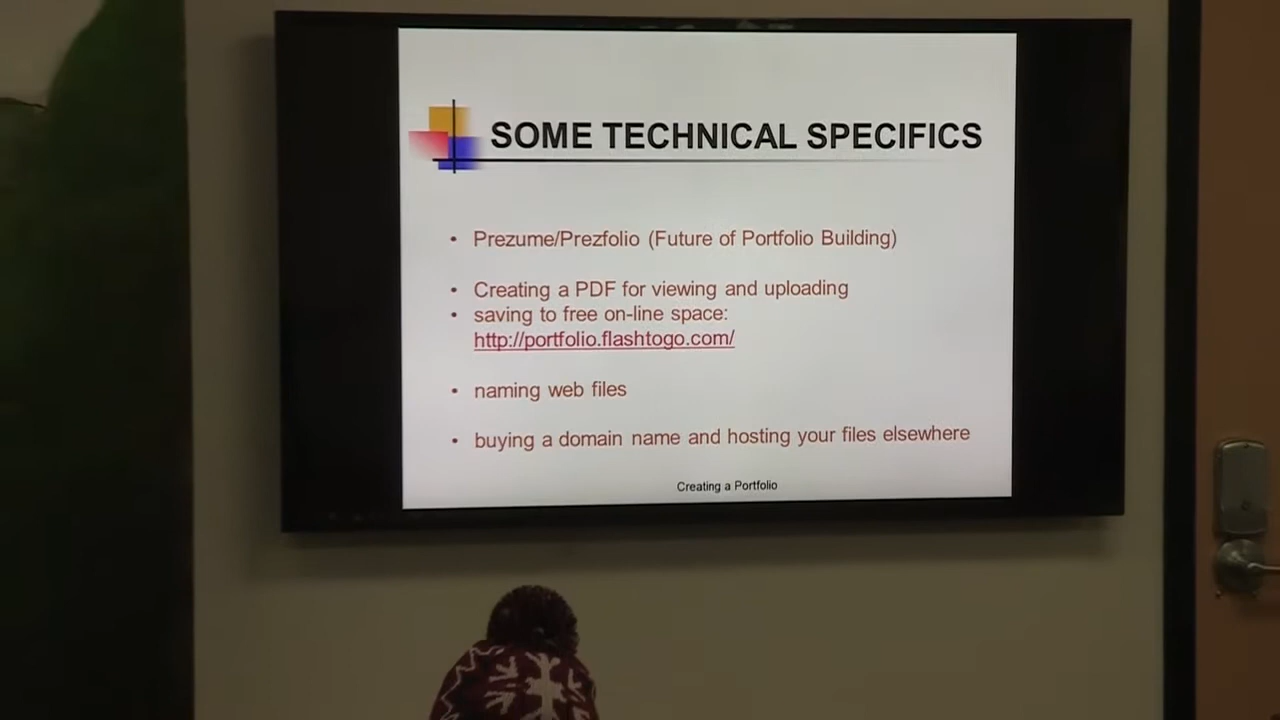 SOME TECHNICAL SPECIFICS
• Prezume/Prezfolio (Future of Portfolio Building)
• Creating a PDF for viewing and uploading
• saving to free on-line space:
http://portfolio.flashtogo.com/
• naming web files
• buying a domain name and hosting your files elsewhere
Creating a Portfolio